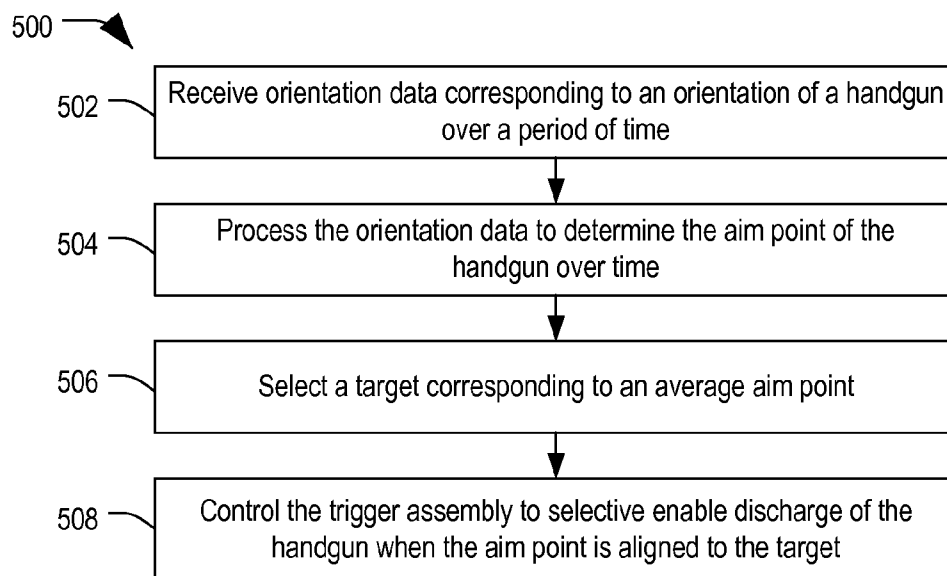 500
502
Receive orientation data corresponding to an orientation of a handgun
over a period of time
504
Process the orientation data to determine the aim point of the
handgun over time
506
Select a target corresponding to an average aim point
508
Control the trigger assembly to selective enable discharge of the
handgun when the aim point is aligned to the target